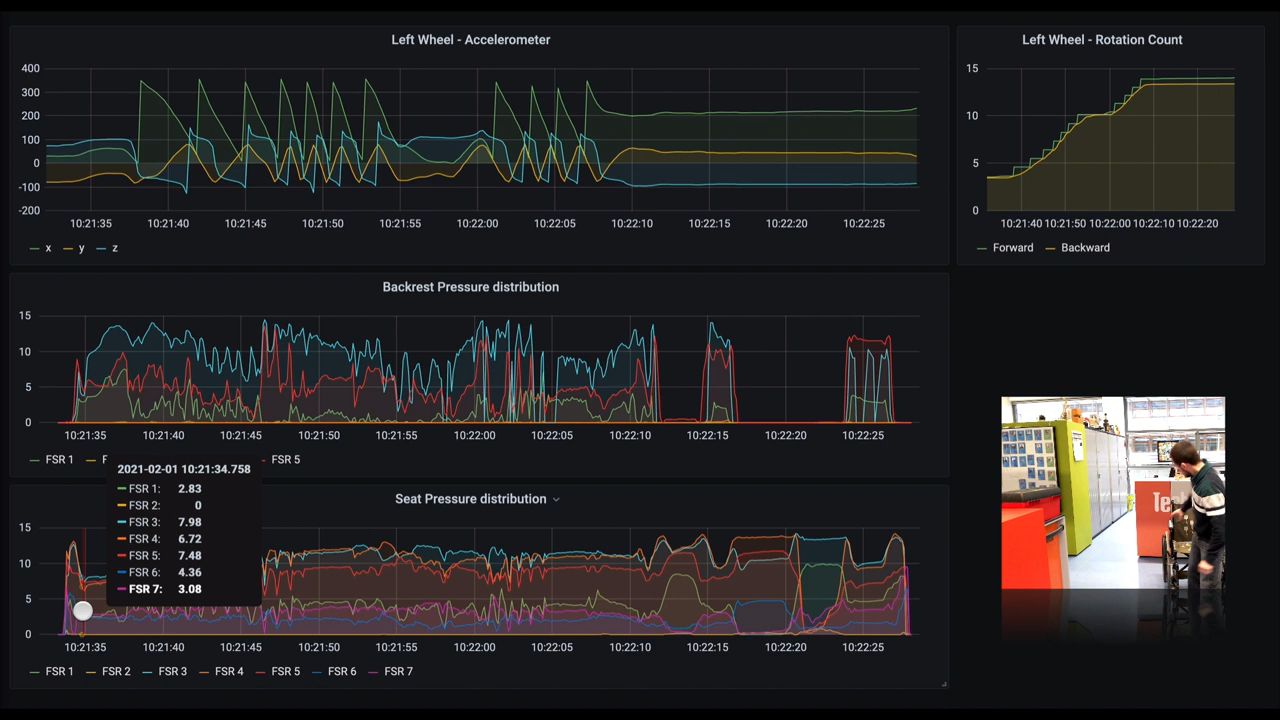 Left Wheel - Accelerometer
400
300
200
100
0
-100
-200
10:21:35 10:21:40 10:21:45 10:21:50 10:21:55 10:22:00 10:22:05 10:22:10 10:22:15 10:22:20 10:22:25
x y z
Left Wheel - Rotation Count
15
10
5
0
10:21:40 10:21:50 10:22:00 10:22:10 10:22:20
Forward Backward
Backrest Pressure distribution
15
10
5
0
10:21:35 10:21:40 10:21:45 10:21:50 10:21:55 10:22:00 10:22:05 10:22:10 10:22:15 10:22:20 10:22:25
FSR 1 F FSR 5
2021-02-01 10:21:34.758
FSR 1: 2.83
FSR 2: 0
FSR 3: 7.98
FSR 4: 6.72
FSR 5: 7.48
FSR 6: 4.36
FSR 7: 3.08
Seat Pressure distribution
15
10
5
0
10:21:35 10:21:40 10:21:45 10:21:50 10:21:55 10:22:00 10:22:05 10:22:10 10:22:15 10:22:20 10:22:25
FSR 1 FSR 2 FSR 3 FSR 4 FSR 5 FSR 6 FSR 7
Te